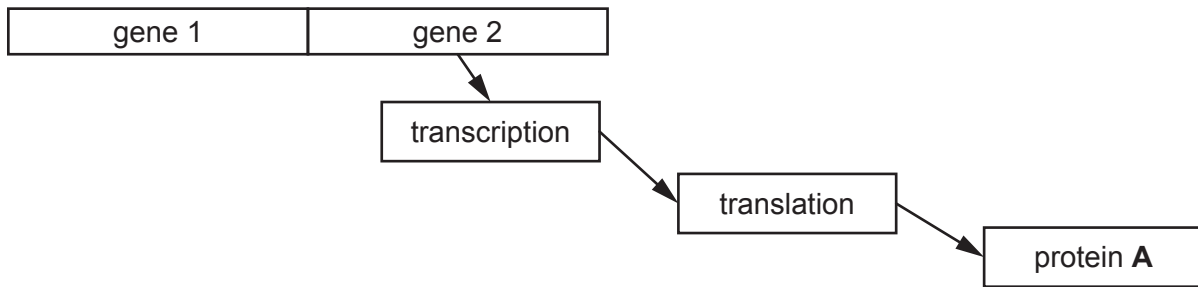 gene 1
gene 2
transcription
translation
protein A